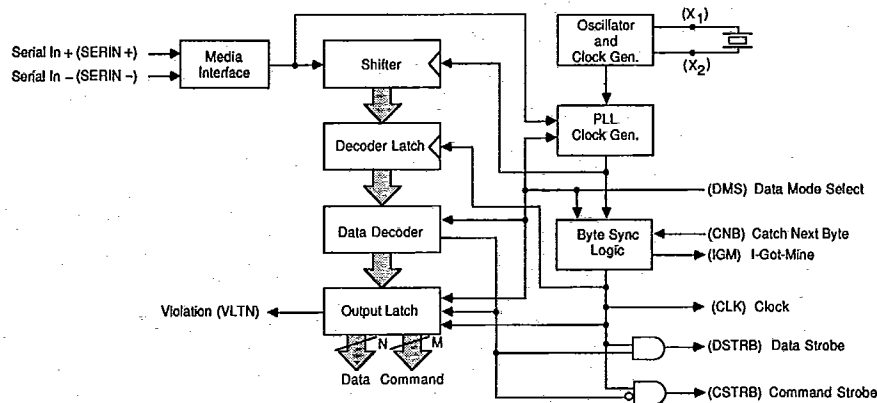 Serial In + (SERIN +)
Serial In – (SERIN –)
Media
Interface
Shifter
Oscillator
and
Clock Gen.
(X1)
(X2)
PLL
Clock Gen.
Decoder Latch
(DMS) Data Mode Select
Data Decoder
Byte Sync
Logic
(CNB) Catch Next Byte
(IGM) I-Got-Mine
Violation (VLTN)
Output Latch
(CLK) Clock
N
M
Data Command
(DSTRB) Data Strobe
(CSTRB) Command Strobe